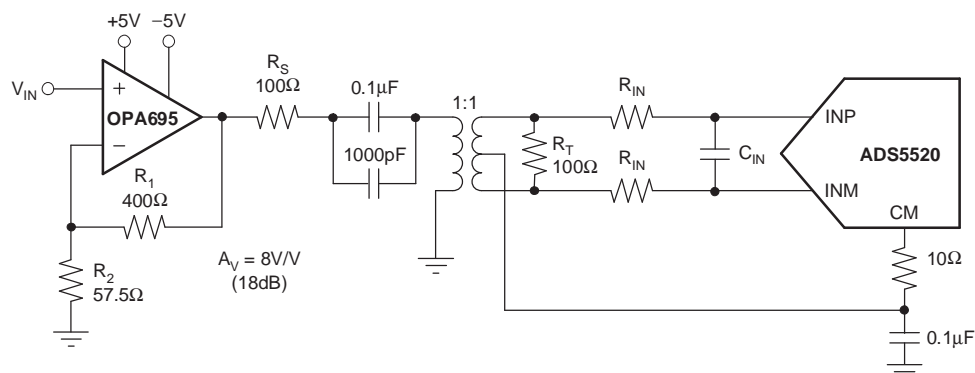 +5V
−5V
V_IN
+
−
OPA695
R_S
100Ω
0.1μF
1000pF
1:1
R_1
400Ω
R_2
57.5Ω
A_V = 8V/V
(18dB)
R_T
100Ω
R_IN
R_IN
C_IN
INP
ADS5520
INM
CM
10Ω
0.1μF